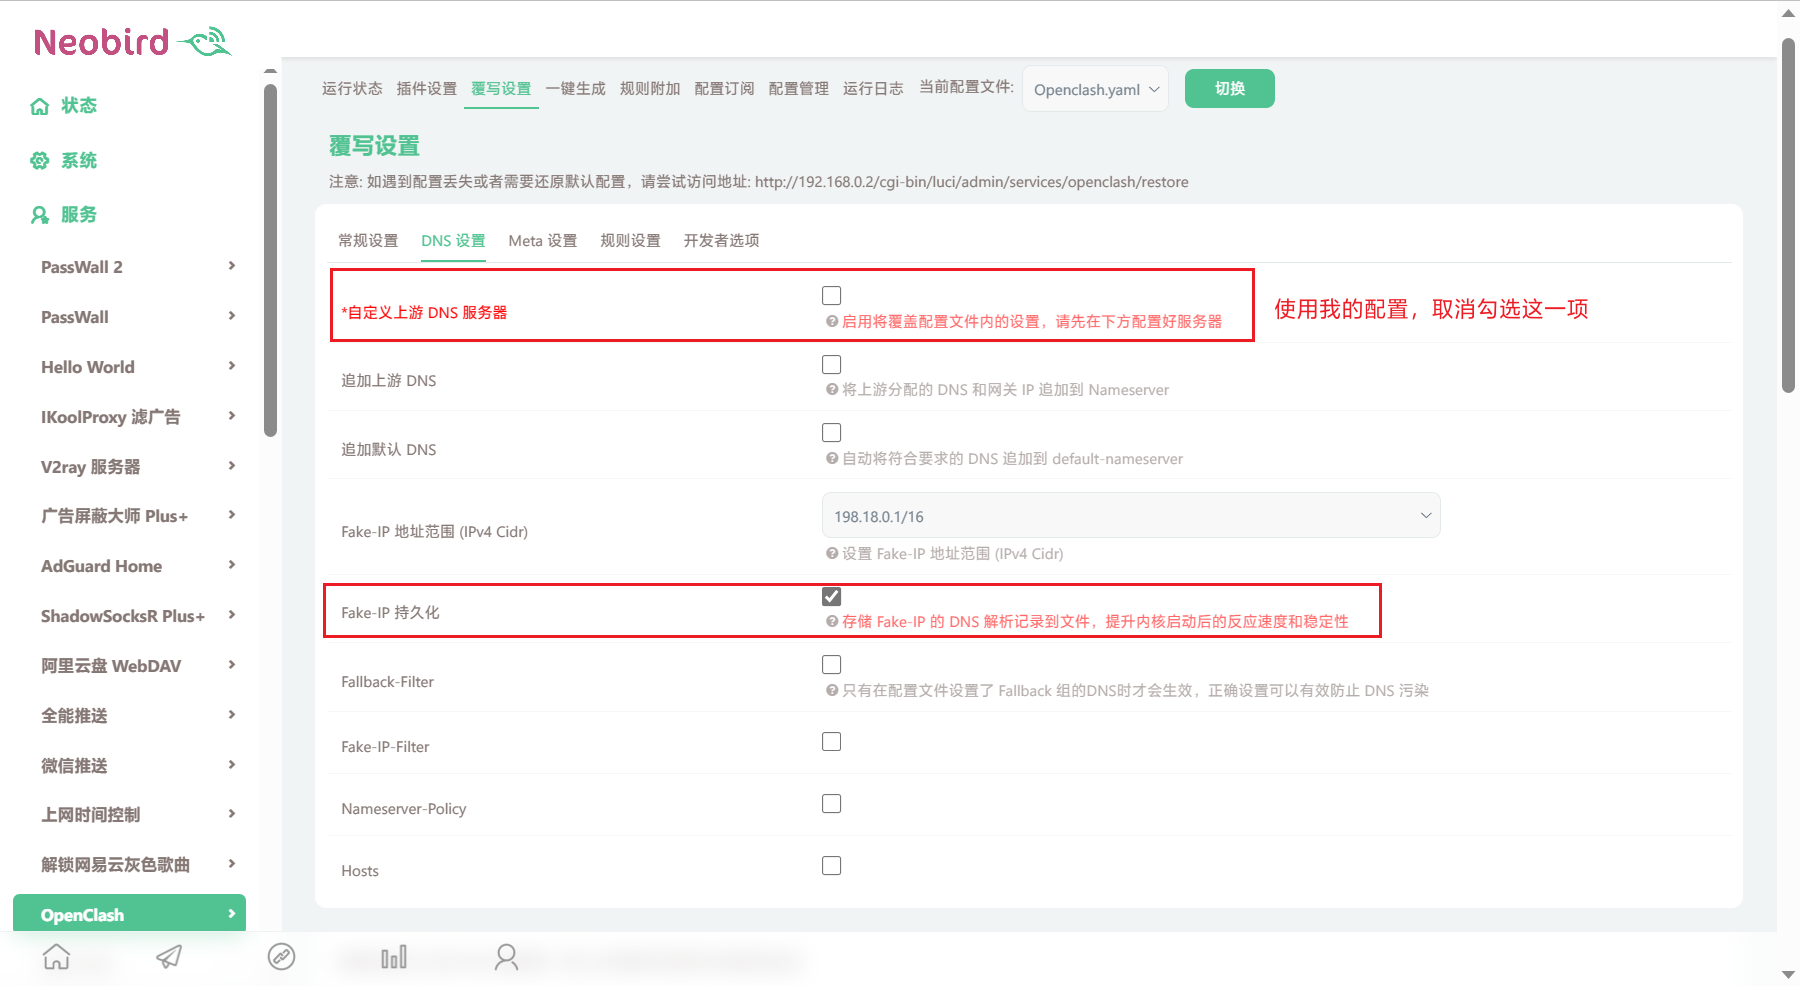 Neobird
状态
系统
服务
PassWall 2
PassWall
Hello World
IKoolProxy 滤广告
V2ray 服务器
广告屏蔽大师 Plus+
AdGuard Home
ShadowSocksR Plus+
阿里云盘 WebDAV
全能推送
微信推送
上网时间控制
解锁网易云灰色歌曲
OpenClash
运行状态 插件设置 覆写设置 一键生成 规则附加 配置订阅 配置管理 运行日志 当前配置文件: Openclash.yaml 切换
覆写设置
注意: 如遇到配置丢失或者需要还原默认配置，请尝试访问地址: http://192.168.0.2/cgi-bin/luci/admin/services/openclash/restore
常规设置 DNS 设置 Meta 设置 规则设置 开发者选项
*自定义上游 DNS 服务器
启用将覆盖配置文件内的设置，请先在下方配置好服务器
使用我的配置，取消勾选这一项
追加上游 DNS
将上游分配的 DNS 和网关 IP 追加到 Nameserver
追加默认 DNS
自动将符合要求的 DNS 追加到 default-nameserver
Fake-IP 地址范围 (IPv4 Cidr)
198.18.0.1/16
设置 Fake-IP 地址范围 (IPv4 Cidr)
Fake-IP 持久化
存储 Fake-IP 的 DNS 解析记录到文件，提升内核启动后的反应速度和稳定性
Fallback-Filter
只有在配置文件设置了 Fallback 组的DNS时才会生效，正确设置可以有效防止 DNS 污染
Fake-IP-Filter
Nameserver-Policy
Hosts